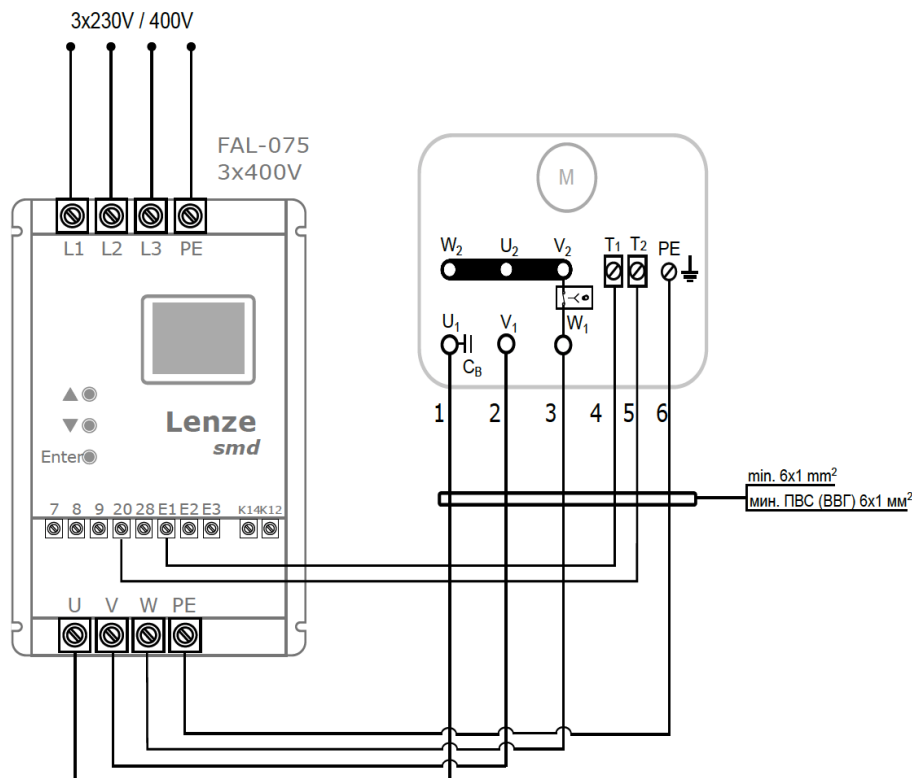 3x230V / 400V
FAL-075
3x400V
L1 L2 L3 PE
M
W2 U2 V2 T1 T2 PE
U1 V1 W1
CB
Lenze
smd
Enter
1 2 3 4 5 6
min. 6x1 mm²
мин. ПВС (ВВГ) 6x1 мм²
7 8 9 20 28 E1 E2 E3 K14 K12
U V W PE